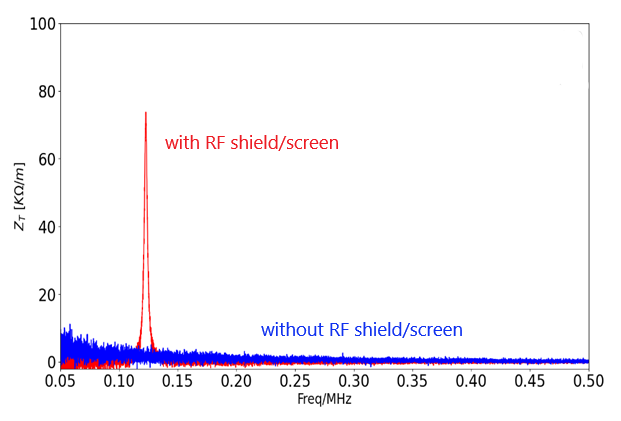 100
80
Z_T [KΩ/m]
60
40
20
0
with RF shield/screen
without RF shield/screen
0.05 0.10 0.15 0.20 0.25 0.30 0.35 0.40 0.45 0.50
Freq/MHz